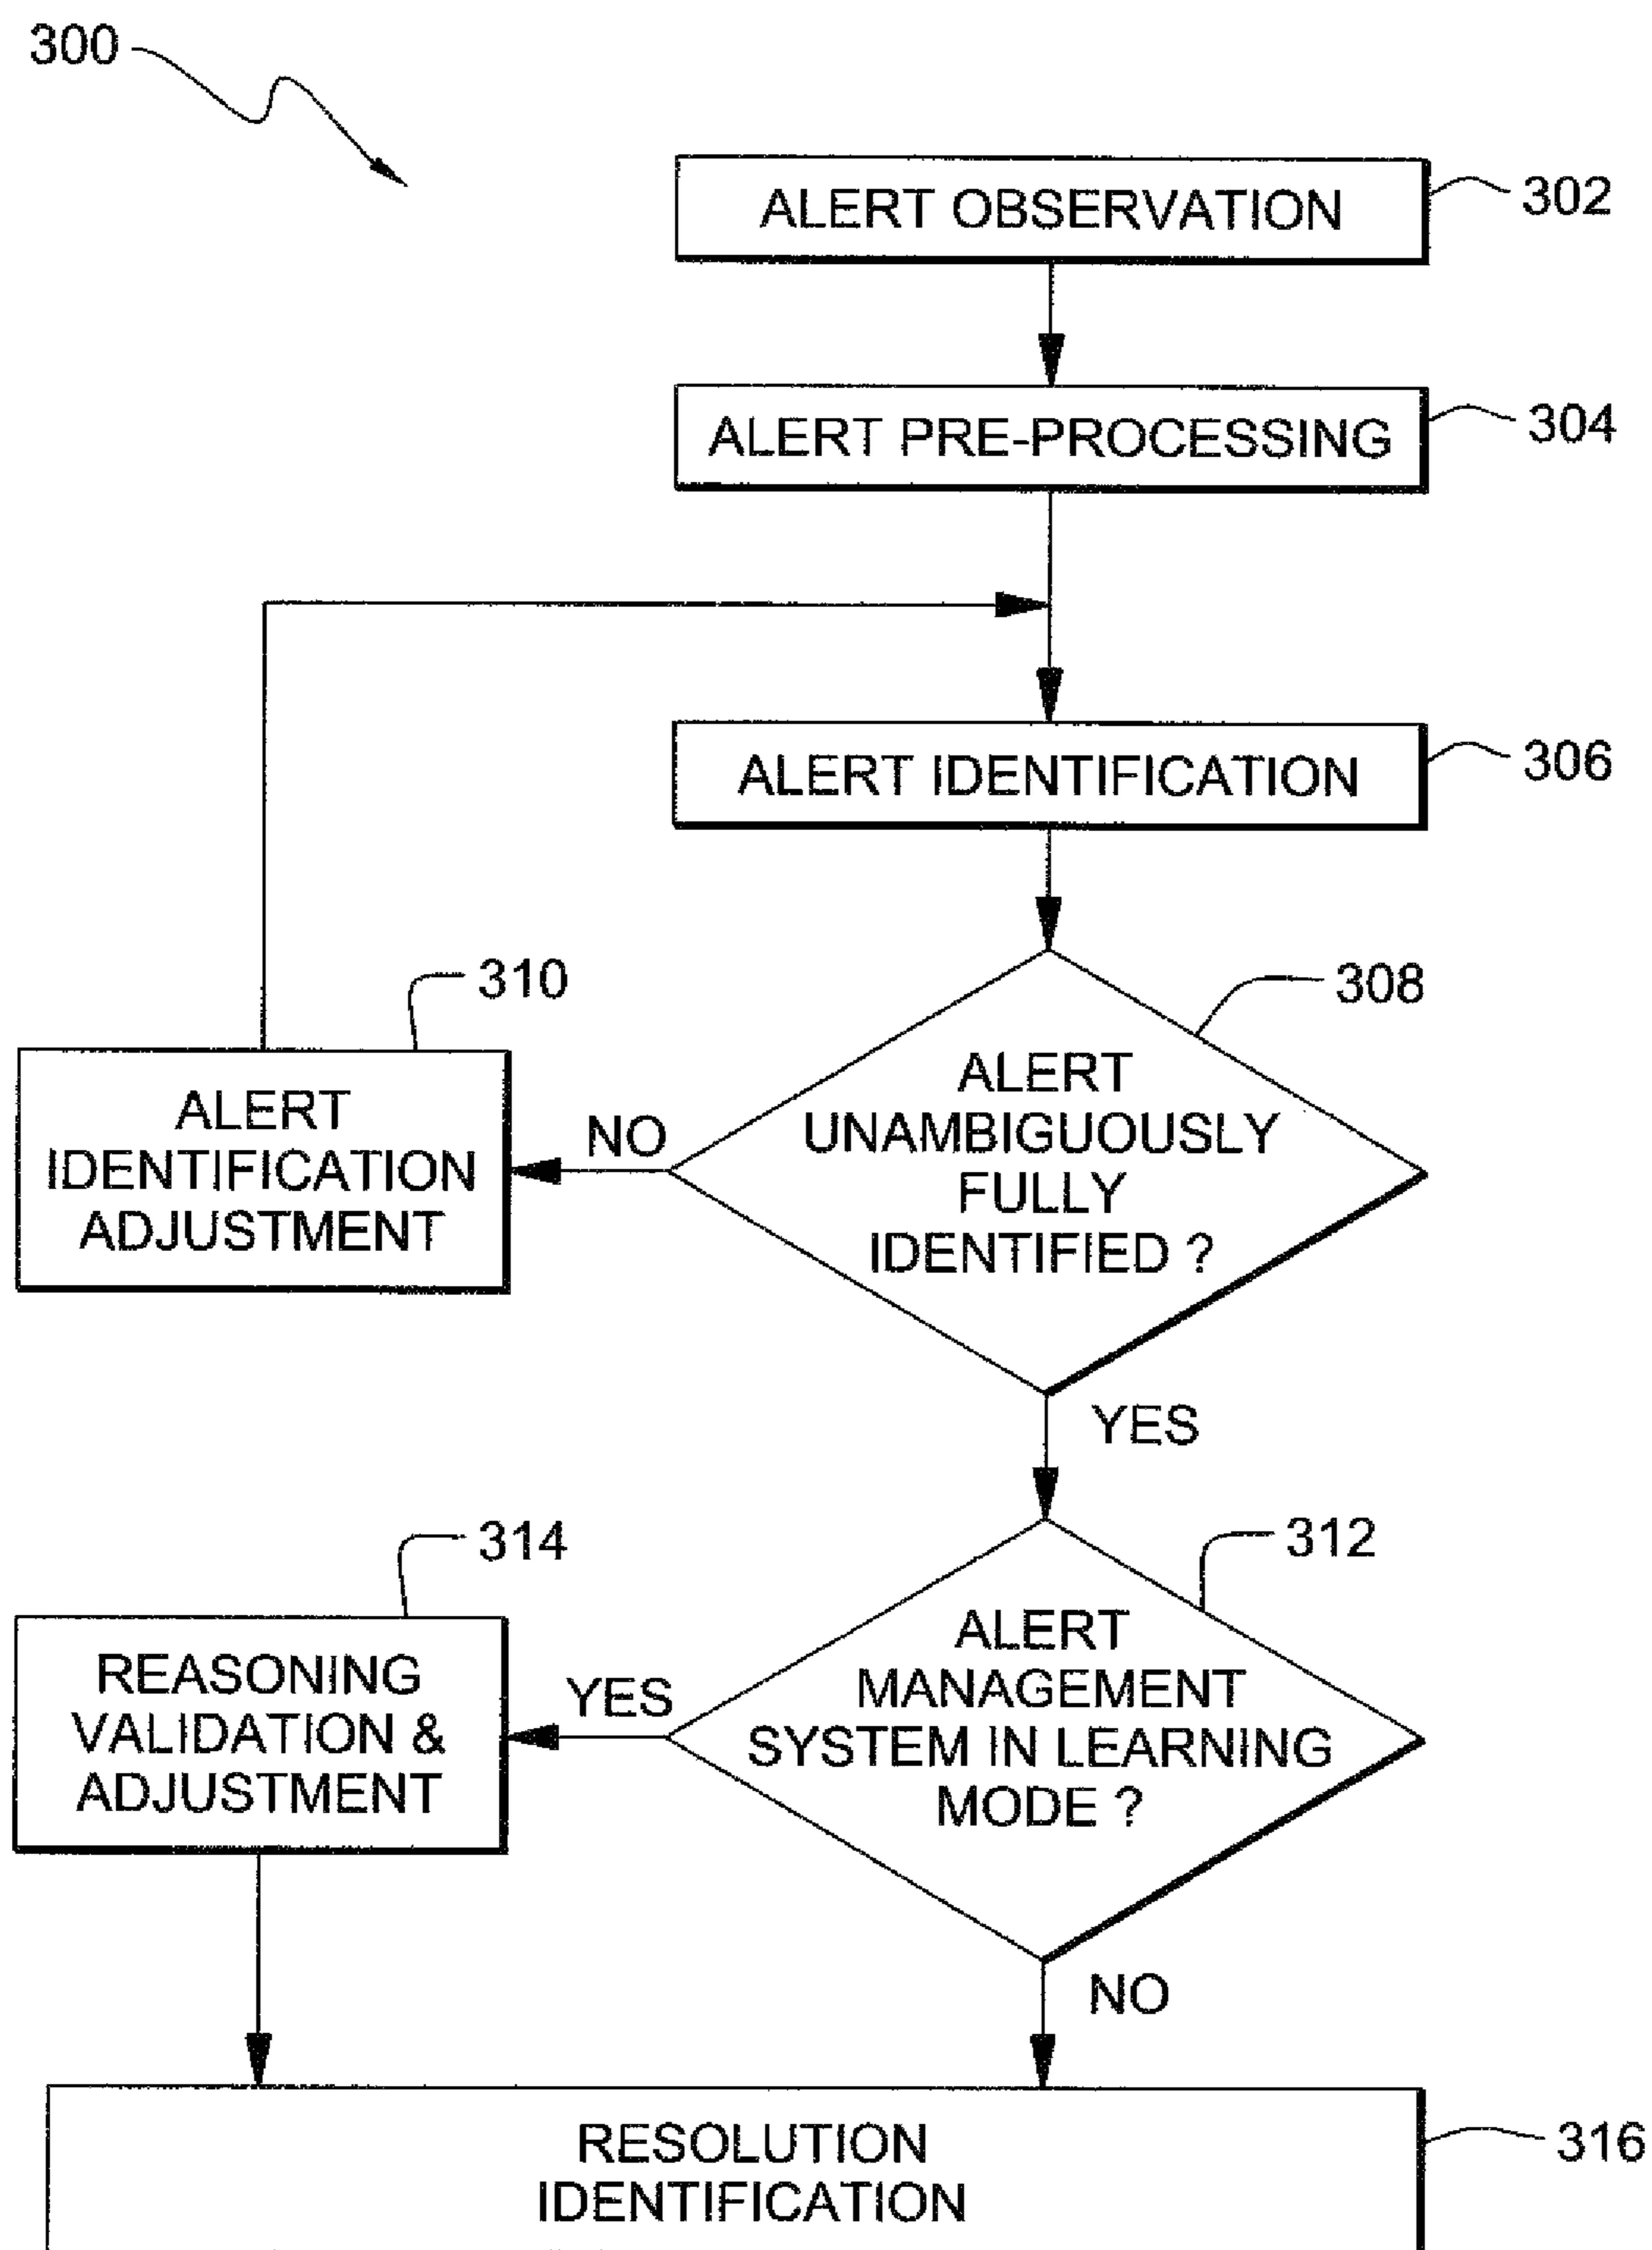 300
ALERT OBSERVATION
302
ALERT PRE-PROCESSING
304
ALERT IDENTIFICATION
306
310
308
ALERT
IDENTIFICATION
ADJUSTMENT
NO
ALERT
UNAMBIGUOUSLY
FULLY
IDENTIFIED ?
YES
314
312
REASONING
VALIDATION &
ADJUSTMENT
YES
ALERT
MANAGEMENT
SYSTEM IN LEARNING
MODE ?
NO
RESOLUTION
IDENTIFICATION
316